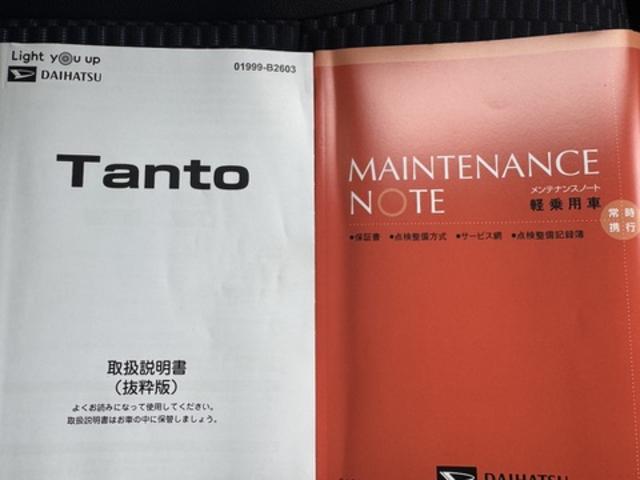 Light you up
DAIHATSU
01999-B2603
Tanto
取扱説明書
（抜粋版）
よくお読みになって使用してください。
取扱説明書はお車の中に保管しましょう。
MAINTENANCE
NOTE
メンテナンスノート
軽乗用車
常時
携行
●保証書 ●点検整備方式 ●サービス網 ●点検整備記録簿
DAIHATSU